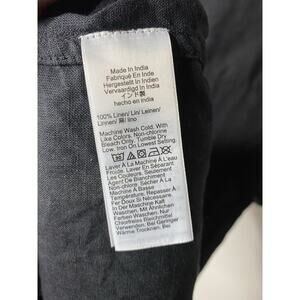 Made In India
Fabriqué En Inde
Hergestellt In Indien
Vervaardigd In India
インド製
hecho en india
100% Linen/ Lin/ Leinen/
Linnen/ 麻/ lino
Machine Wash Cold, With
Like Colors. Non-chlorine
Bleach Only. Tumble Dry
Low. Iron On Lowest Setting.
Laver À La Machine À L'eau
Froide. Laver En Séparant
Les Couleurs. Seulement
Agent De Blanchiment
Non-chloré. Sécher À La
Machine À Basse
Température. Repasser À
Fer Doux Si Nécessaire.
In Der Maschine Kalt
Waschen. Mit Ähnlichen
Farben Waschen. Nur
Chlorfreies Bleichmittel
Verwenden. Bei Geringer
Wärme Trocknen. Bei